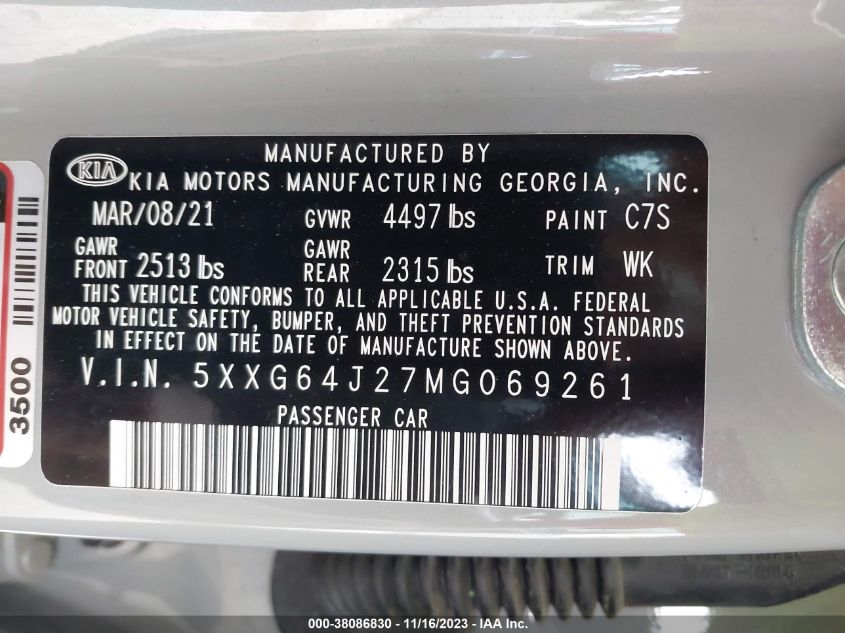 MANUFACTURED BY
KIA KIA MOTORS MANUFACTURING GEORGIA, INC.
MAR/08/21 GVWR 4497 lbs PAINT C7S
GAWR FRONT 2513 lbs GAWR REAR 2315 lbs TRIM WK
THIS VEHICLE CONFORMS TO ALL APPLICABLE U.S.A. FEDERAL
MOTOR VEHICLE SAFETY, BUMPER, AND THEFT PREVENTION STANDARDS
IN EFFECT ON THE DATE OF MANUFACTURE SHOWN ABOVE.
V.I.N. 5XXG64J27MG069261
PASSENGER CAR
3500
000-38086830 - 11/16/2023 - IAA Inc.